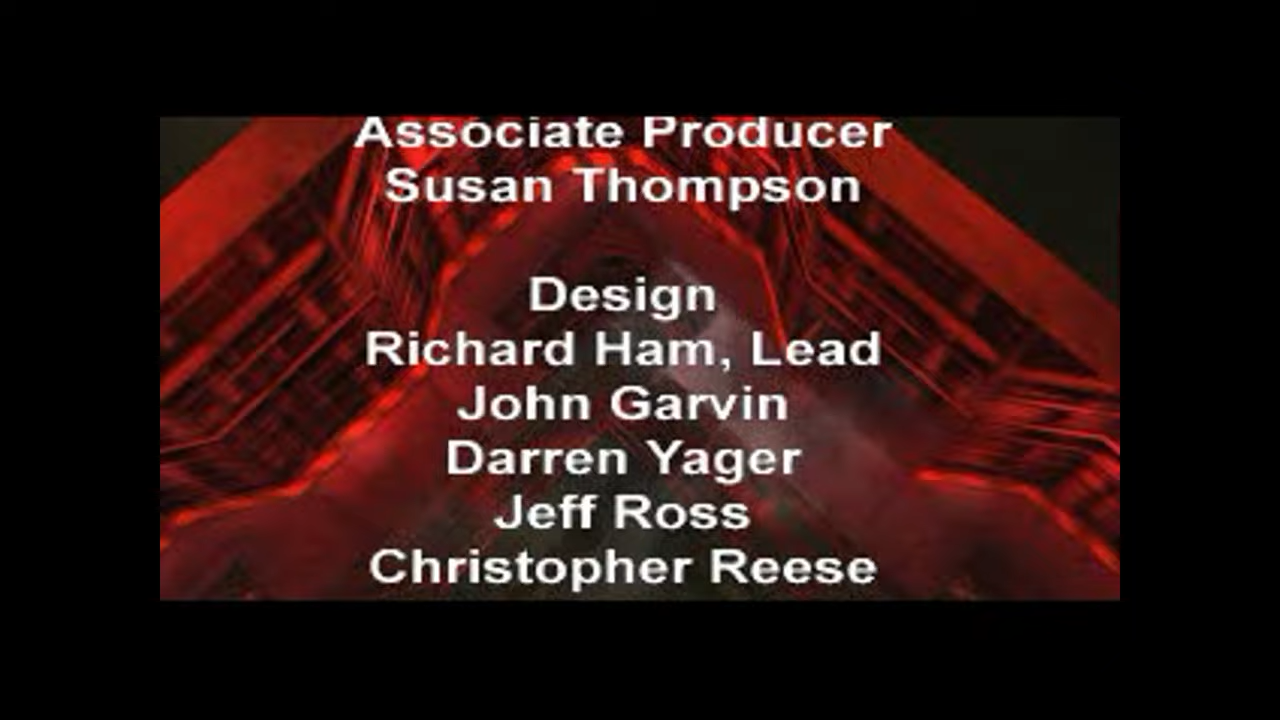 Associate Producer
Susan Thompson
Design
Richard Ham, Lead
John Garvin
Darren Yager
Jeff Ross
Christopher Reese